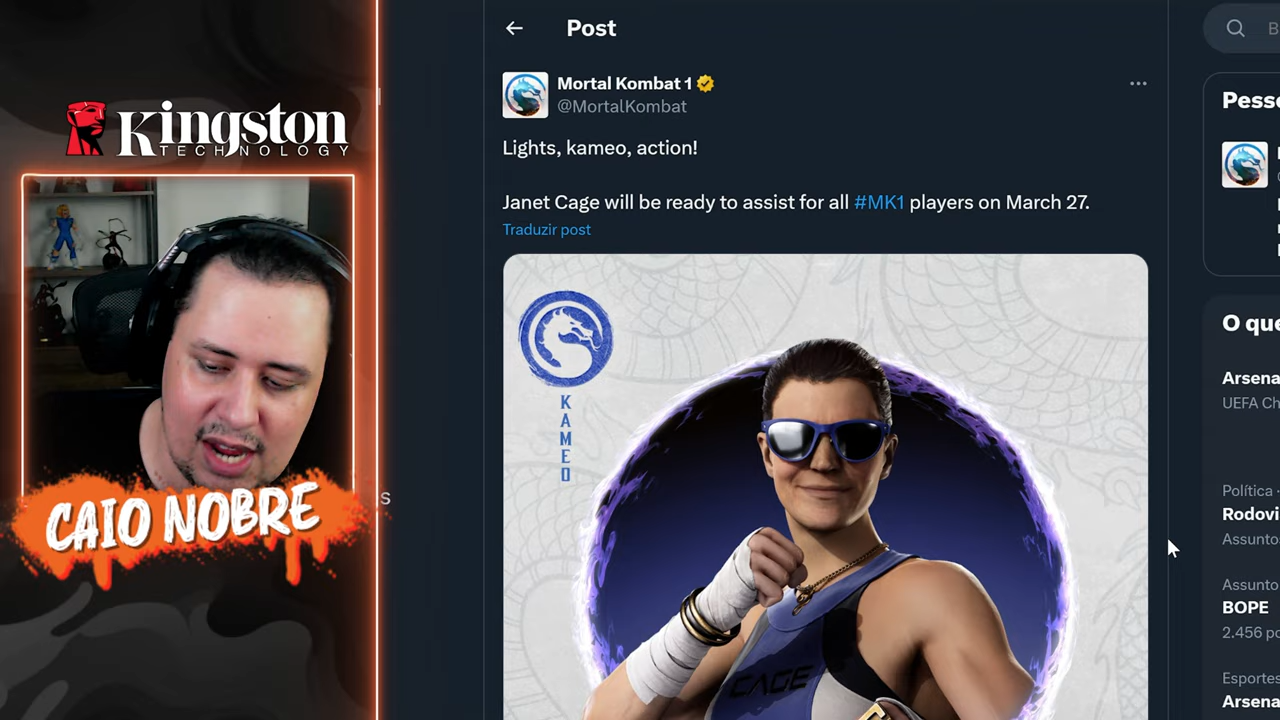 Kingston
TECHNOLOGY
CAIO NOBRE
s
Post
Mortal Kombat 1
@MortalKombat
Lights, kameo, action!
Janet Cage will be ready to assist for all #MK1 players on March 27.
Traduzir post
KAMEO
CAGE
B
Pesso
O que
Arsena
UEFA Ch
Política ·
Rodovi
Assunto
Assunto
BOPE
2.456 po
Esportes
Arsena